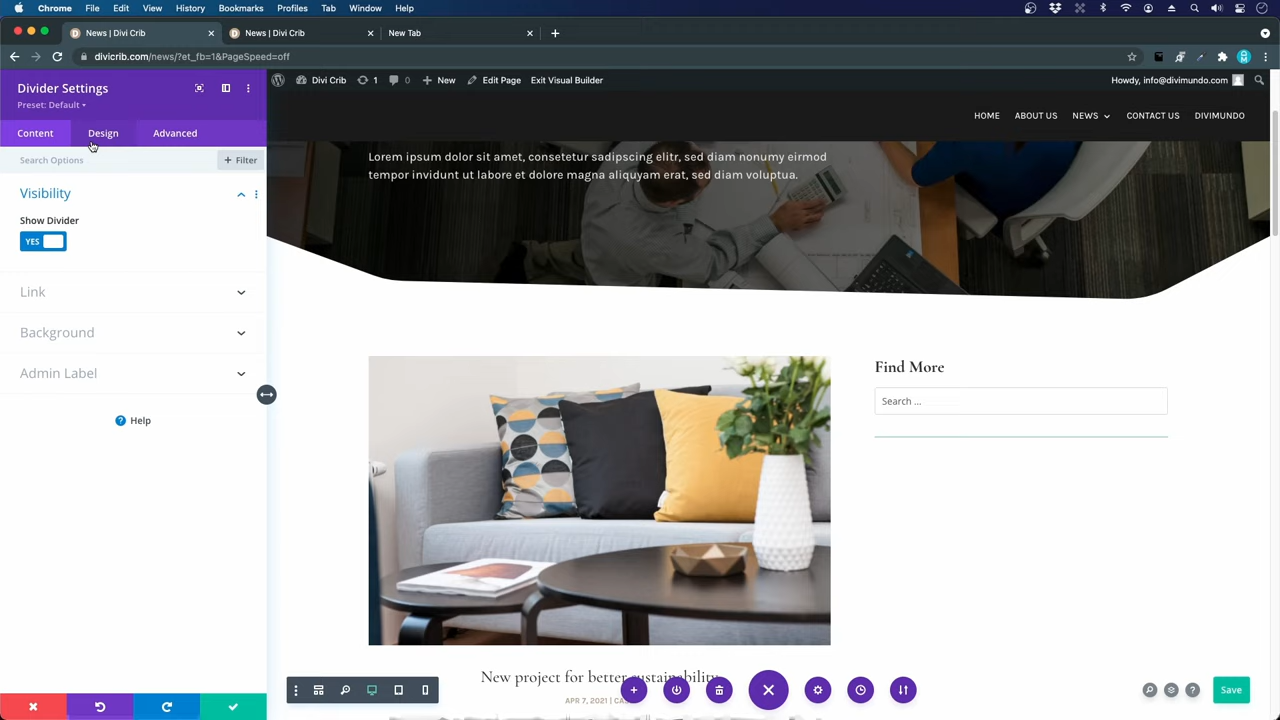 Chrome File Edit View History Bookmarks Profiles Tab Window Help
News | Divi Crib × News | Divi Crib × New Tab × +
divicrib.com/news/?et_fb=1&PageSpeed=off
Divi Crib 1 0 + New Edit Page Exit Visual Builder Howdy, info@divimundo.com
Divider Settings
Preset: Default
Content Design Advanced
Search Options + Filter
Visibility
Show Divider
YES
Link
Background
Admin Label
? Help
HOME ABOUT US NEWS CONTACT US DIVIMUNDO
Lorem ipsum dolor sit amet, consetetur sadipscing elitr, sed diam nonumy eirmod
tempor invidunt ut labore et dolore magna aliquyam erat, sed diam voluptua.
Find More
Search ...
New project for better sustainability
APR 7, 2021 |
Save